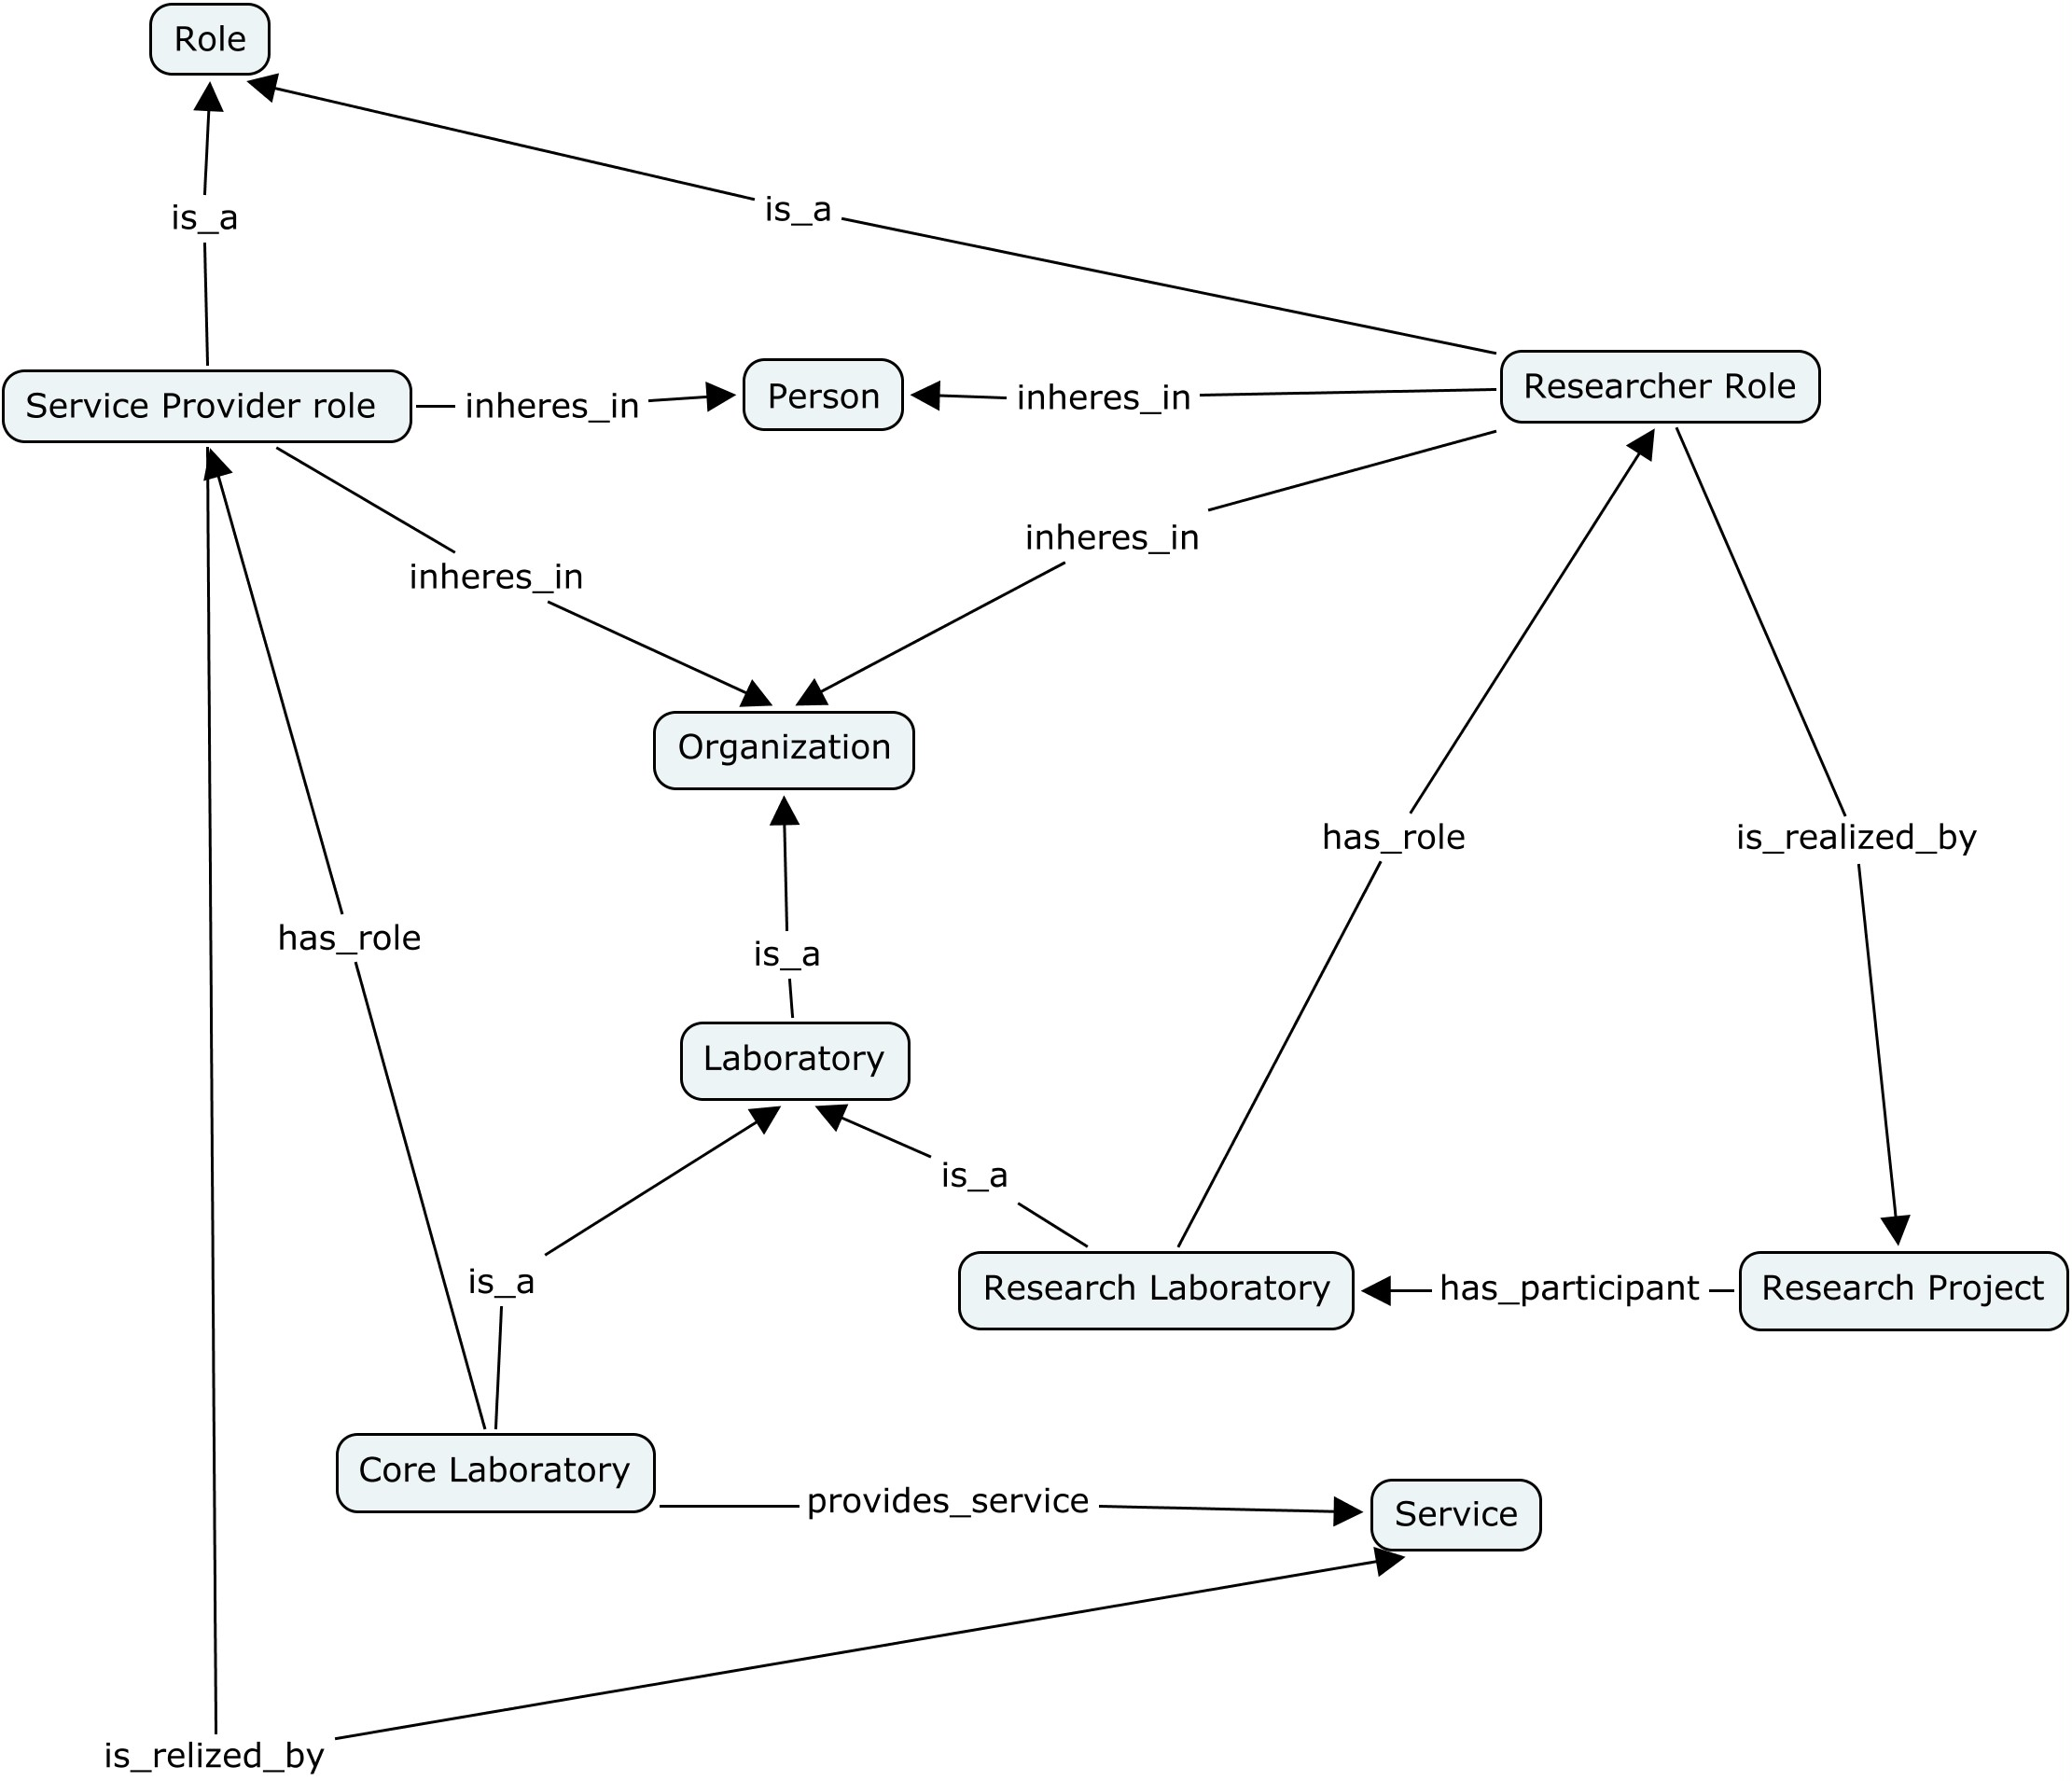 Role
is_a
is_a
Service Provider role
inheres_in
Person
inheres_in
Researcher Role
inheres_in
inheres_in
Organization
has_role
is_realized_by
has_role
is_a
Laboratory
is_a
is_a
Research Laboratory
has_participant
Research Project
Core Laboratory
provides_service
Service
is_relized_by